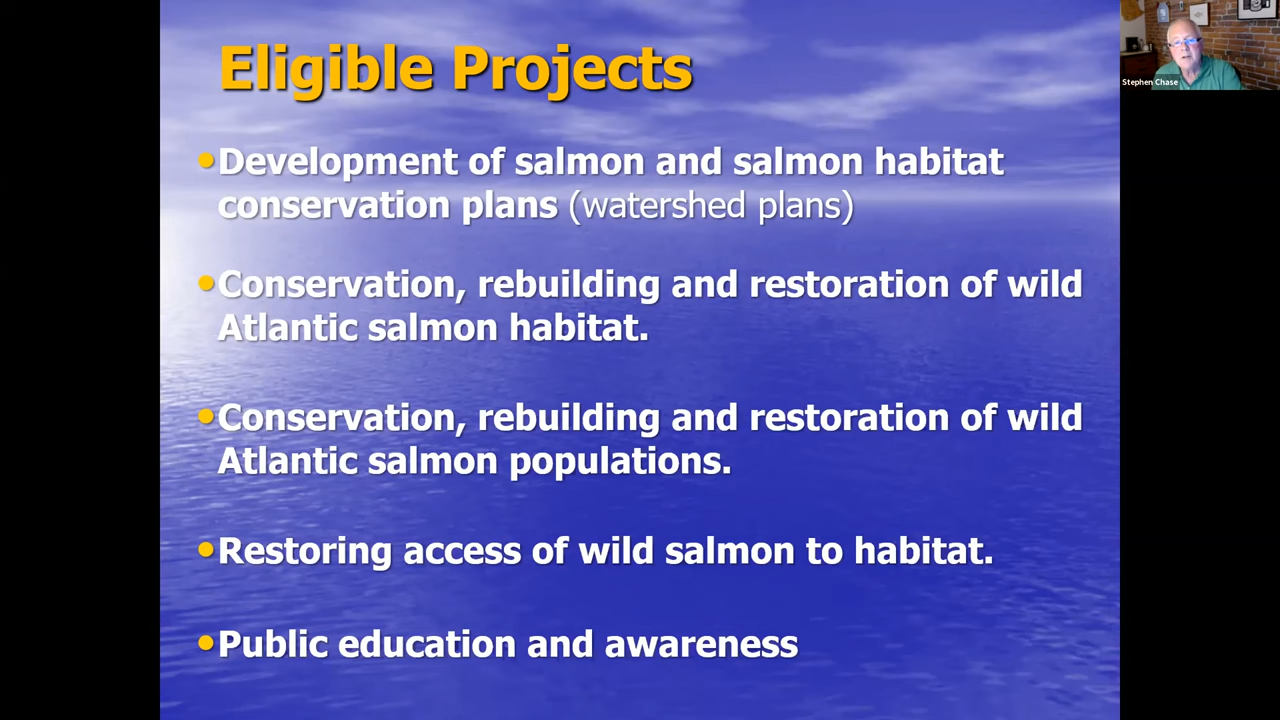 Eligible Projects
Stephen Chase
•Development of salmon and salmon habitat
conservation plans (watershed plans)
•Conservation, rebuilding and restoration of wild
Atlantic salmon habitat.
•Conservation, rebuilding and restoration of wild
Atlantic salmon populations.
•Restoring access of wild salmon to habitat.
•Public education and awareness